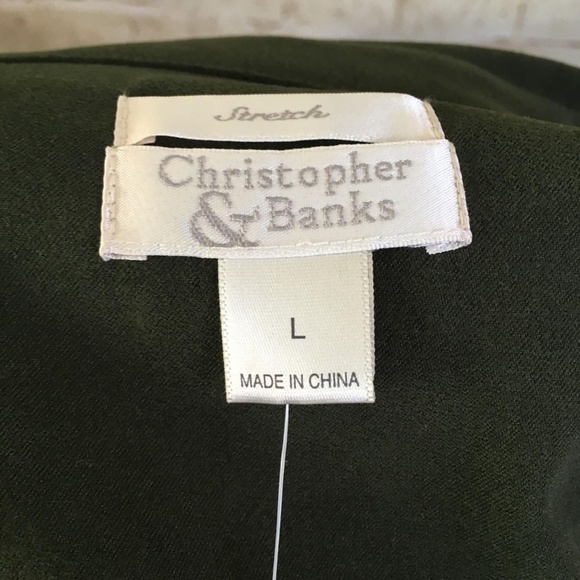 Stretch
Christopher
& Banks
L
MADE IN CHINA